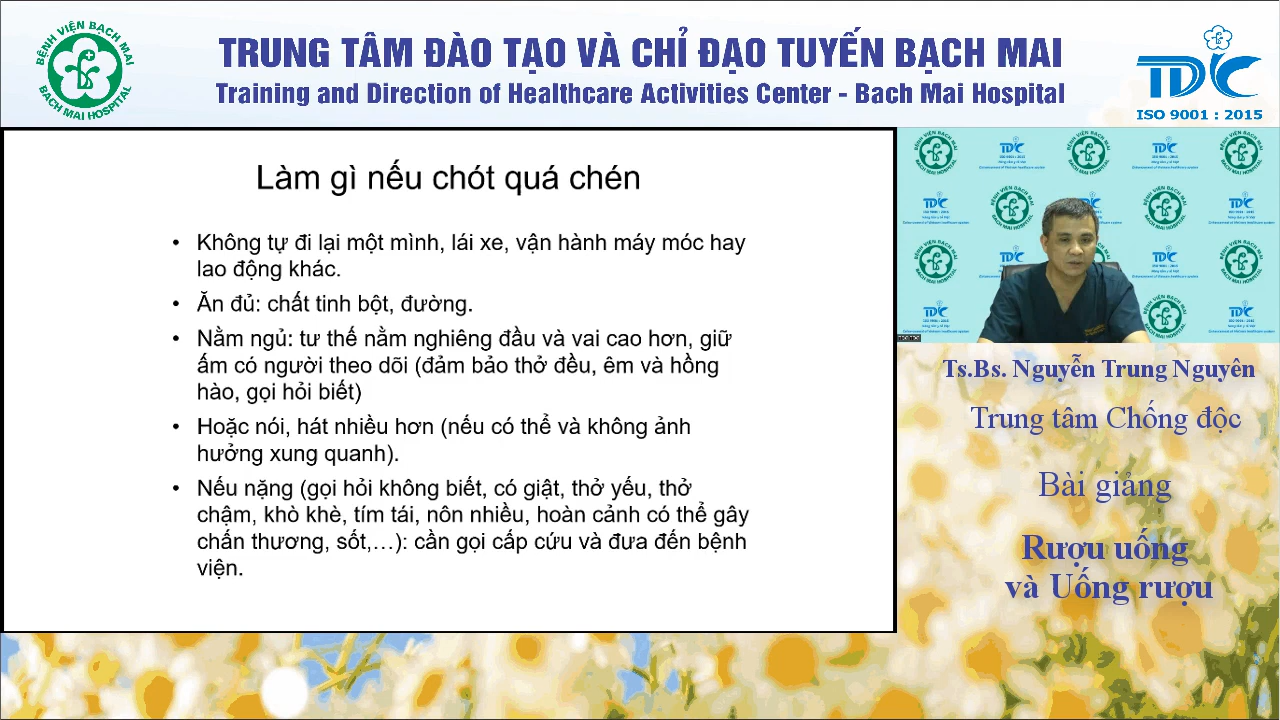 BỆNH VIỆN BẠCH MAI
BACH MAI HOSPITAL
TRUNG TÂM ĐÀO TẠO VÀ CHỈ ĐẠO TUYẾN BẠCH MAI
Training and Direction of Healthcare Activities Center - Bach Mai Hospital
TDC
ISO 9001 : 2015
Làm gì nếu chót quá chén
• Không tự đi lại một mình, lái xe, vận hành máy móc hay
lao động khác.
• Ăn đủ: chất tinh bột, đường.
• Nằm ngủ: tư thế nằm nghiêng đầu và vai cao hơn, giữ
ấm có người theo dõi (đảm bảo thở đều, êm và hồng
hào, gọi hỏi biết)
• Hoặc nói, hát nhiều hơn (nếu có thể và không ảnh
hưởng xung quanh).
• Nếu nặng (gọi hỏi không biết, có giật, thở yếu, thở
chậm, khò khè, tím tái, nôn nhiều, hoàn cảnh có thể gây
chấn thương, sốt,…): cần gọi cấp cứu và đưa đến bệnh
viện.
Ts.Bs. Nguyễn Trung Nguyên
Trung tâm Chống độc
Bài giảng
Rượu uống
và Uống rượu